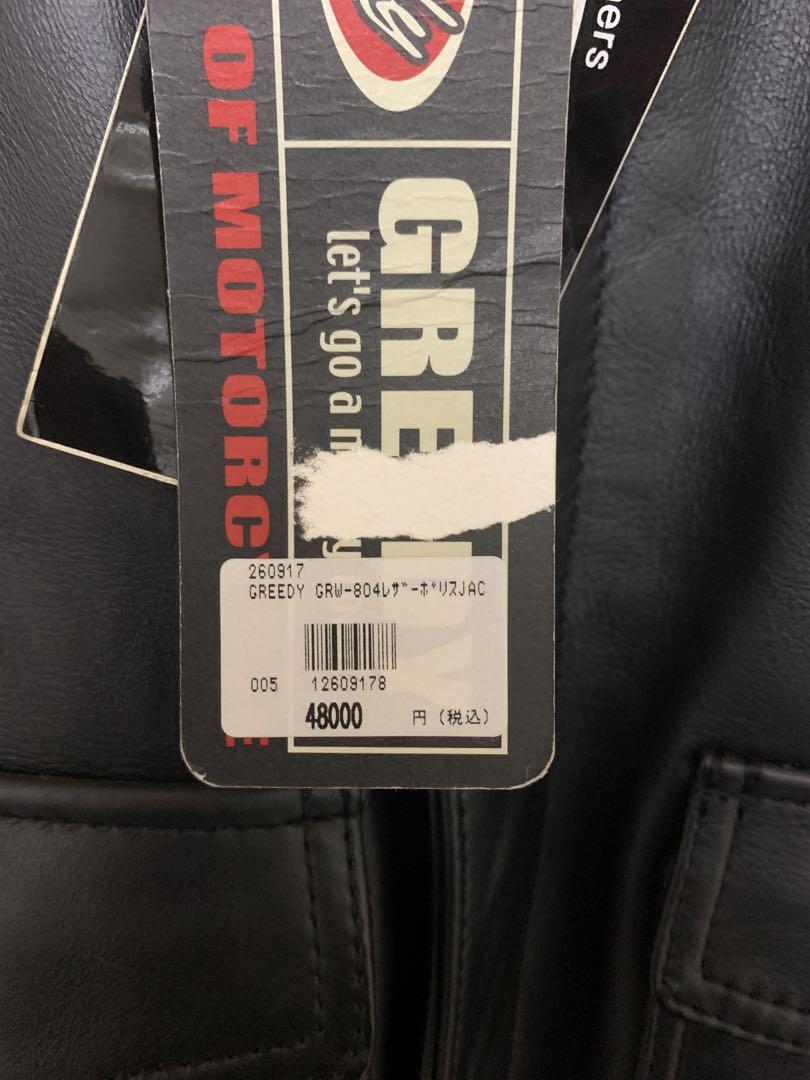 ers
OF MOTORC
GREEDY
let's go a m
260917
GREEDY GRW-804ﾚｻﾞｰﾎﾟﾘｽJAC
005 12609178
48000 円(税込)